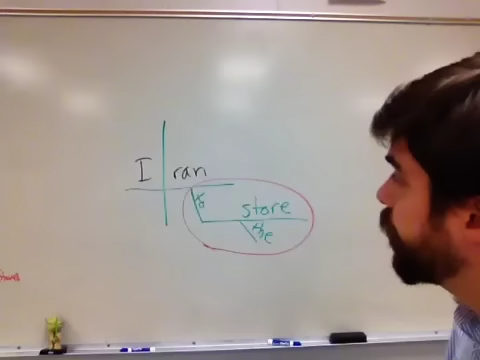 I ran
to store
the